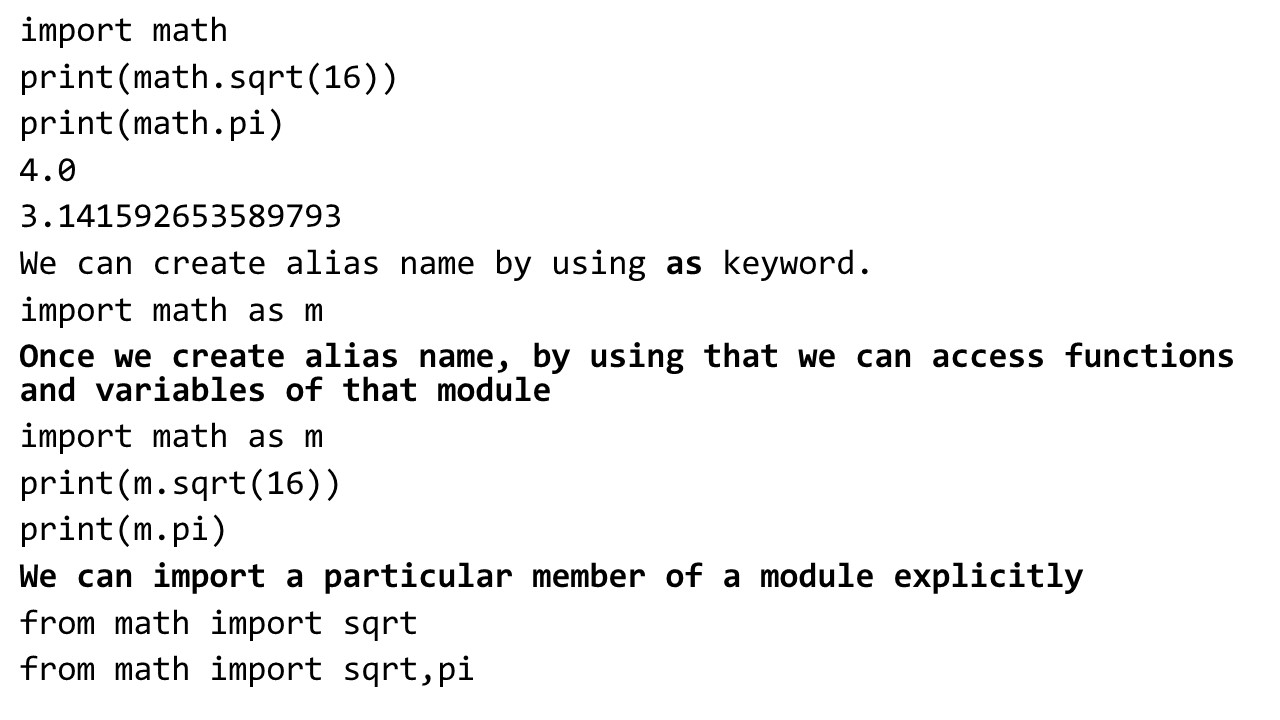 import math
print(math.sqrt(16))
print(math.pi)
4.0
3.141592653589793
We can create alias name by using as keyword.
import math as m
Once we create alias name, by using that we can access functions
and variables of that module
import math as m
print(m.sqrt(16))
print(m.pi)
We can import a particular member of a module explicitly
from math import sqrt
from math import sqrt,pi